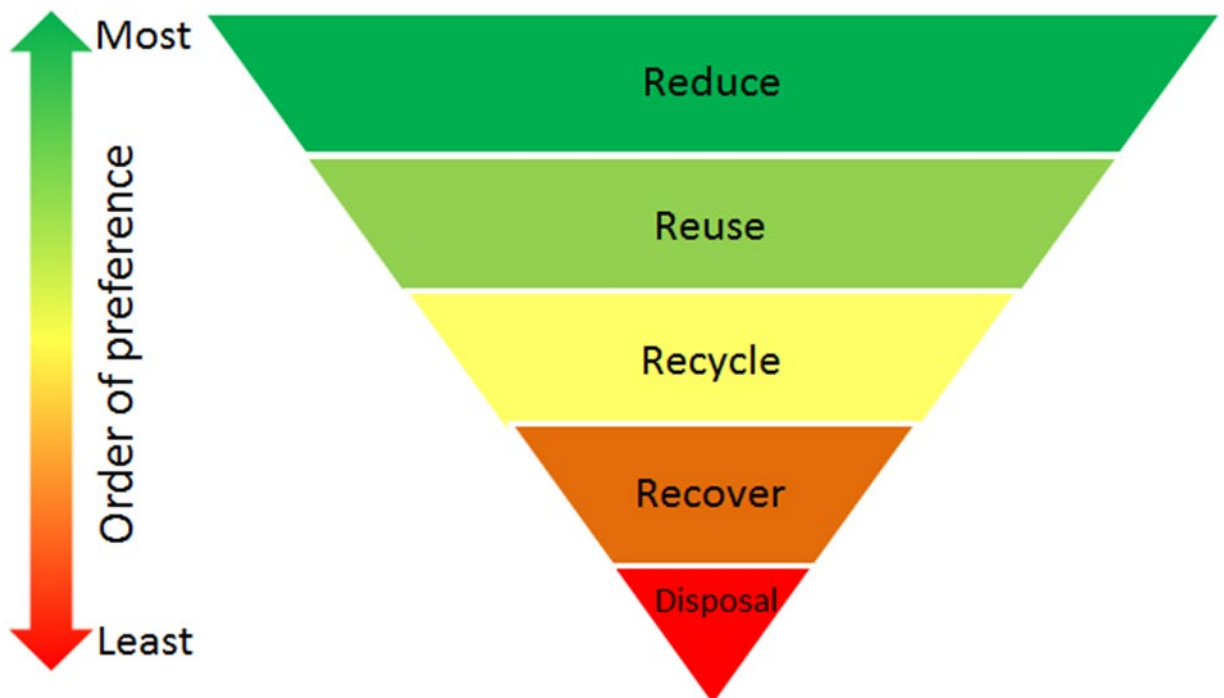 Most
Reduce
Reuse
Order of preference
Recycle
Recover
Disposal
Least